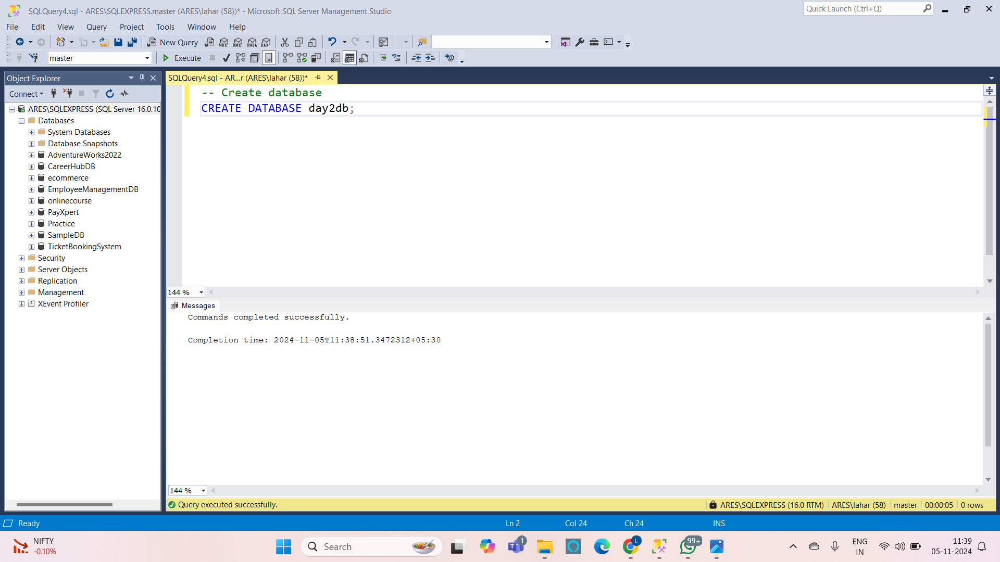 SQLQuery4.sql - ARES\SQLEXPRESS.master (ARES\lahar (58))* - Microsoft SQL Server Management Studio
Quick Launch (Ctrl+Q)
File Edit View Query Project Tools Window Help
New Query MDX DMX XMLA DAX
master Execute
Object Explorer
SQLQuery4.sql - AR...r (ARES\lahar (58))*
Connect
-- Create database
CREATE DATABASE day2db;
ARES\SQLEXPRESS (SQL Server 16.0.10
Databases
System Databases
Database Snapshots
AdventureWorks2022
CareerHubDB
ecommerce
EmployeeManagementDB
onlinecourse
PayXpert
Practice
SampleDB
TicketBookingSystem
Security
Server Objects
Replication
Management
XEvent Profiler
144 %
Messages
Commands completed successfully.
Completion time: 2024-11-05T11:38:51.3472312+05:30
144 %
Query executed successfully.
ARES\SQLEXPRESS (16.0 RTM) ARES\lahar (58) master 00:00:05 0 rows
Ready Ln 2 Col 24 Ch 24 INS
NIFTY
-0.10%
Search
1
L
99+
ENG
IN
11:39
05-11-2024